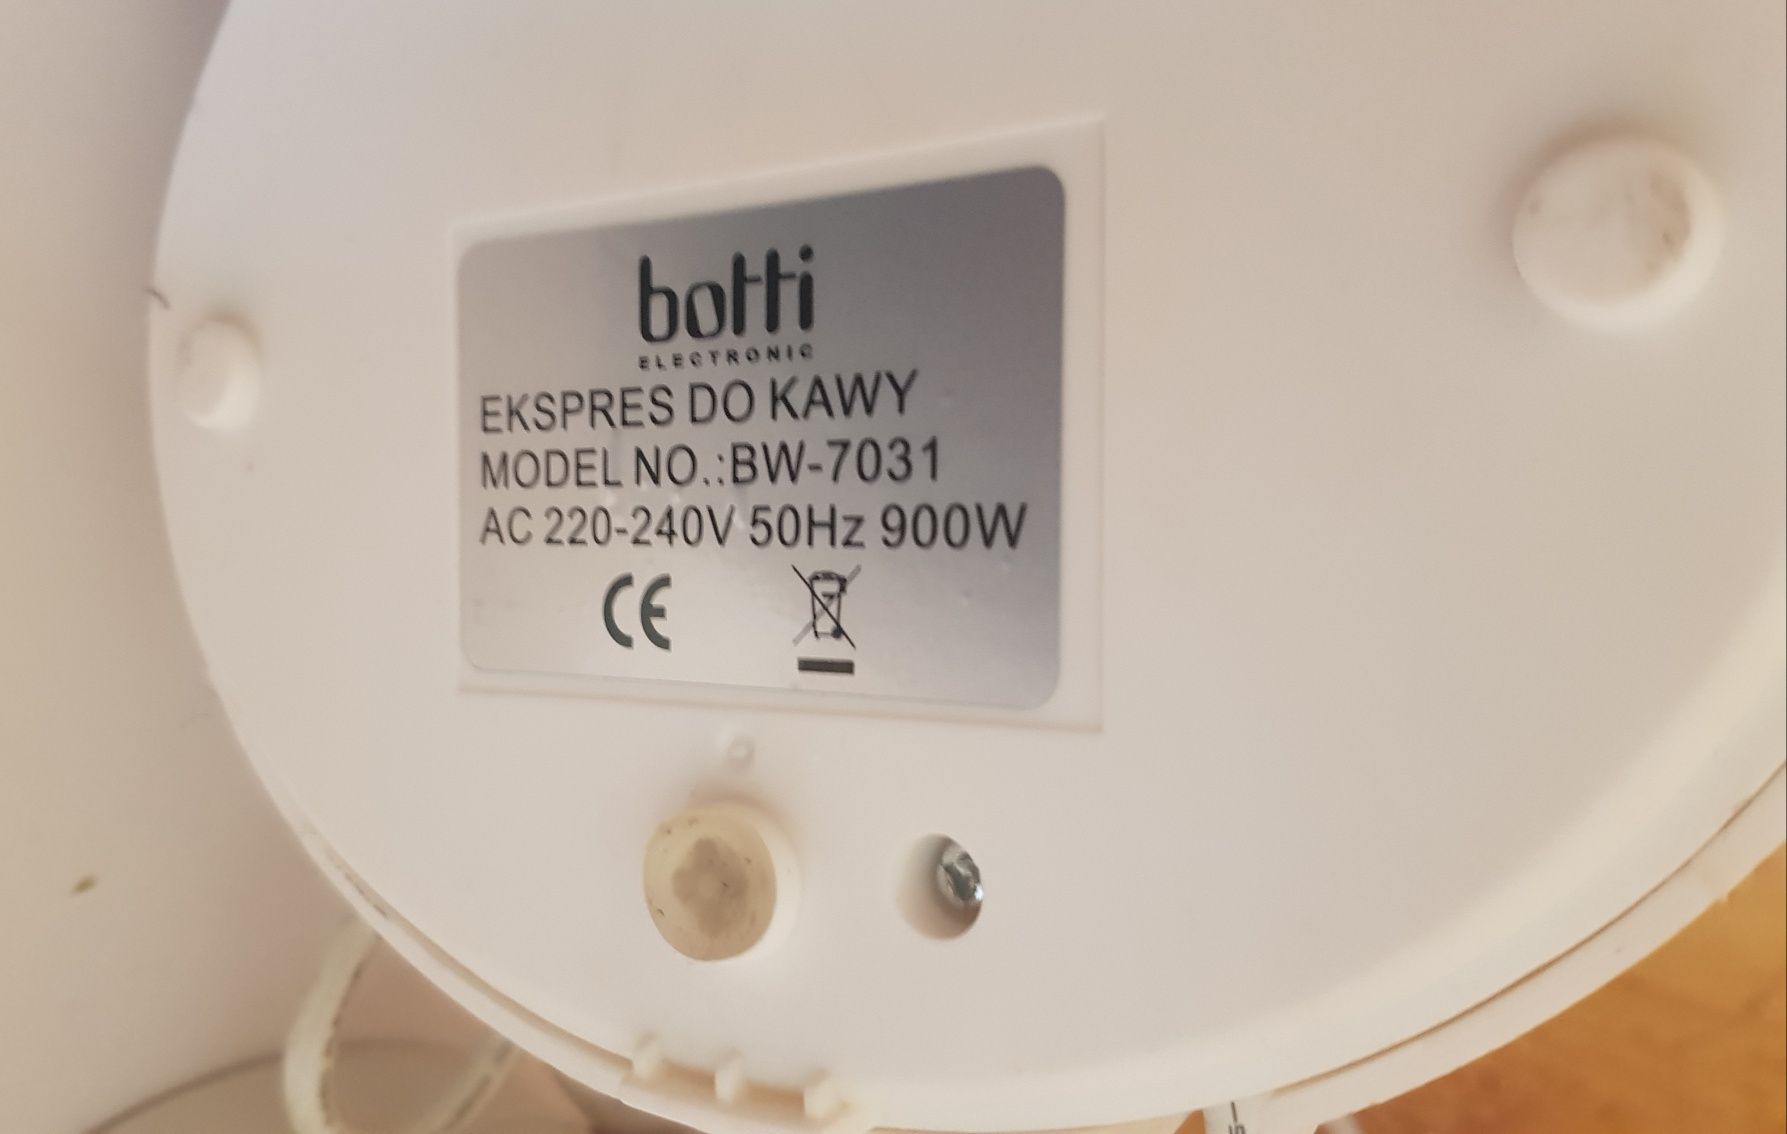 botti
ELECTRONIC
EKSPRES DO KAWY
MODEL NO.:BW-7031
AC 220-240V 50Hz 900W
CE